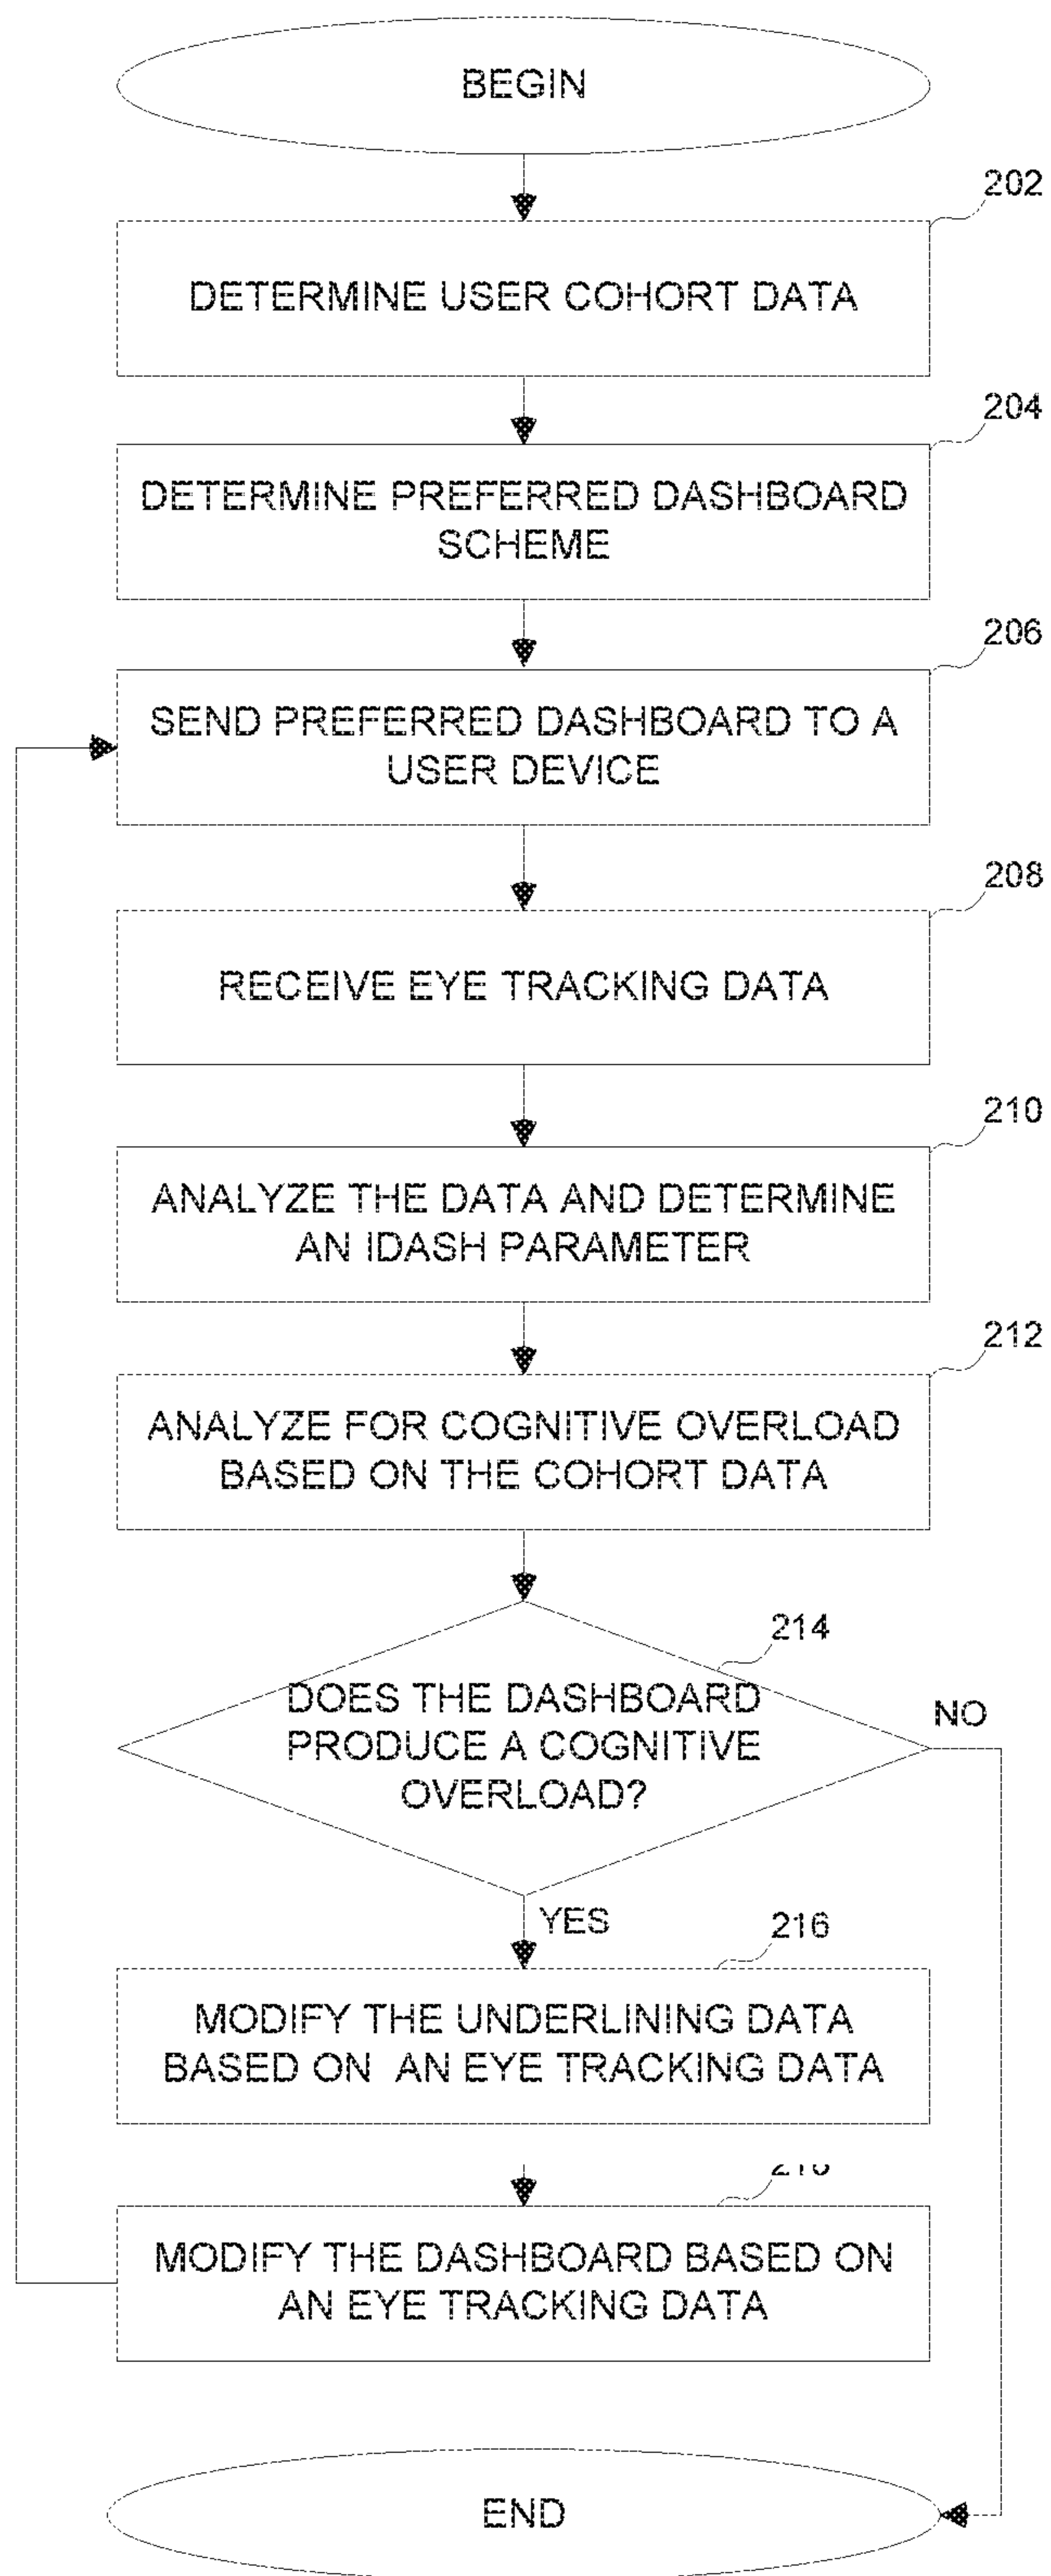 BEGIN
202
DETERMINE USER COHORT DATA
204
DETERMINE PREFERRED DASHBOARD
SCHEME
206
SEND PREFERRED DASHBOARD TO A
USER DEVICE
208
RECEIVE EYE TRACKING DATA
210
ANALYZE THE DATA AND DETERMINE
AN IDASH PARAMETER
212
ANALYZE FOR COGNITIVE OVERLOAD
BASED ON THE COHORT DATA
214
DOES THE DASHBOARD
PRODUCE A COGNITIVE
OVERLOAD?
NO
YES
216
MODIFY THE UNDERLINING DATA
BASED ON AN EYE TRACKING DATA
MODIFY THE DASHBOARD BASED ON
AN EYE TRACKING DATA
END